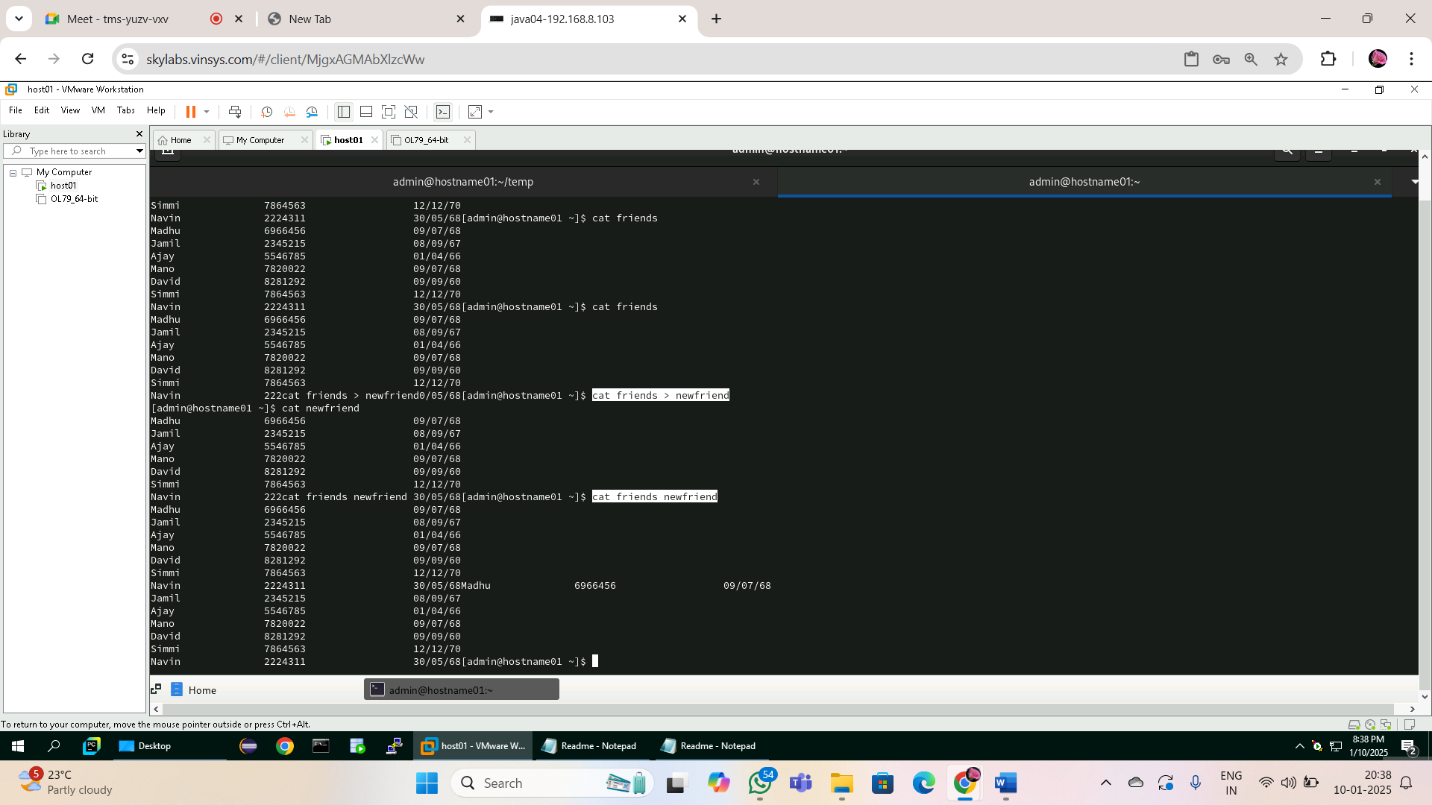 Meet - tms-yuzv-vxv
New Tab
java04-192.168.8.103
skylabs.vinsys.com/#/client/MjgxAGMAbXlzcWw
host01 - VMware Workstation
File Edit View VM Tabs Help
Library
Home
My Computer
host01
OL79_64-bit
Type here to search
My Computer
host01
OL79_64-bit
admin@hostname01:~/temp
admin@hostname01:~
Simmi 7864563 12/12/70
Navin 2224311 30/05/68[admin@hostname01 ~]$ cat friends
Madhu 6966456 09/07/68
Jamil 2345215 08/09/67
Ajay 5546785 01/04/66
Mano 7820022 09/07/68
David 8281292 09/09/60
Simmi 7864563 12/12/70
Navin 2224311 30/05/68[admin@hostname01 ~]$ cat friends
Madhu 6966456 09/07/68
Jamil 2345215 08/09/67
Ajay 5546785 01/04/66
Mano 7820022 09/07/68
David 8281292 09/09/60
Simmi 7864563 12/12/70
Navin 222cat friends > newfriend0/05/68[admin@hostname01 ~]$ cat friends > newfriend
[admin@hostname01 ~]$ cat newfriend
Madhu 6966456 09/07/68
Jamil 2345215 08/09/67
Ajay 5546785 01/04/66
Mano 7820022 09/07/68
David 8281292 09/09/60
Simmi 7864563 12/12/70
Navin 222cat friends newfriend 30/05/68[admin@hostname01 ~]$ cat friends newfriend
Madhu 6966456 09/07/68
Jamil 2345215 08/09/67
Ajay 5546785 01/04/66
Mano 7820022 09/07/68
David 8281292 09/09/60
Simmi 7864563 12/12/70
Navin 2224311 30/05/68Madhu 6966456 09/07/68
Jamil 2345215 08/09/67
Ajay 5546785 01/04/66
Mano 7820022 09/07/68
David 8281292 09/09/60
Simmi 7864563 12/12/70
Navin 2224311 30/05/68[admin@hostname01 ~]$
Home
admin@hostname01:~
To return to your computer, move the mouse pointer outside or press Ctrl+Alt.
Desktop
host01 - VMware W...
Readme - Notepad
Readme - Notepad
8:38 PM
1/10/2025
2
5
23°C
Partly cloudy
Search
54
ENG
IN
20:38
10-01-2025